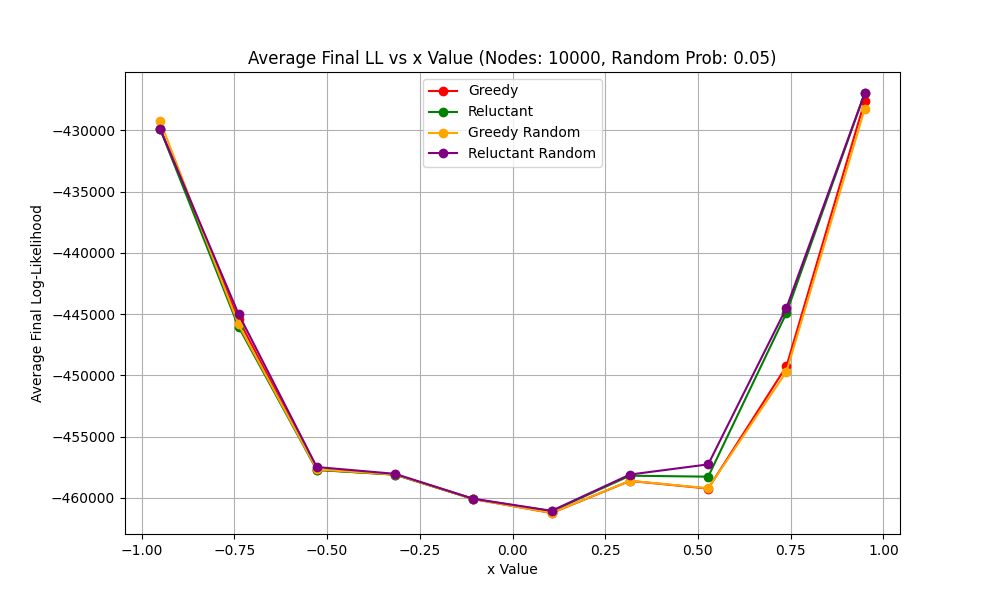 Average Final LL vs x Value (Nodes: 10000, Random Prob: 0.05)
Greedy
Reluctant
Greedy Random
Reluctant Random
Average Final Log-Likelihood
−430000
−435000
−440000
−445000
−450000
−455000
−460000
−1.00 −0.75 −0.50 −0.25 0.00 0.25 0.50 0.75 1.00
x Value